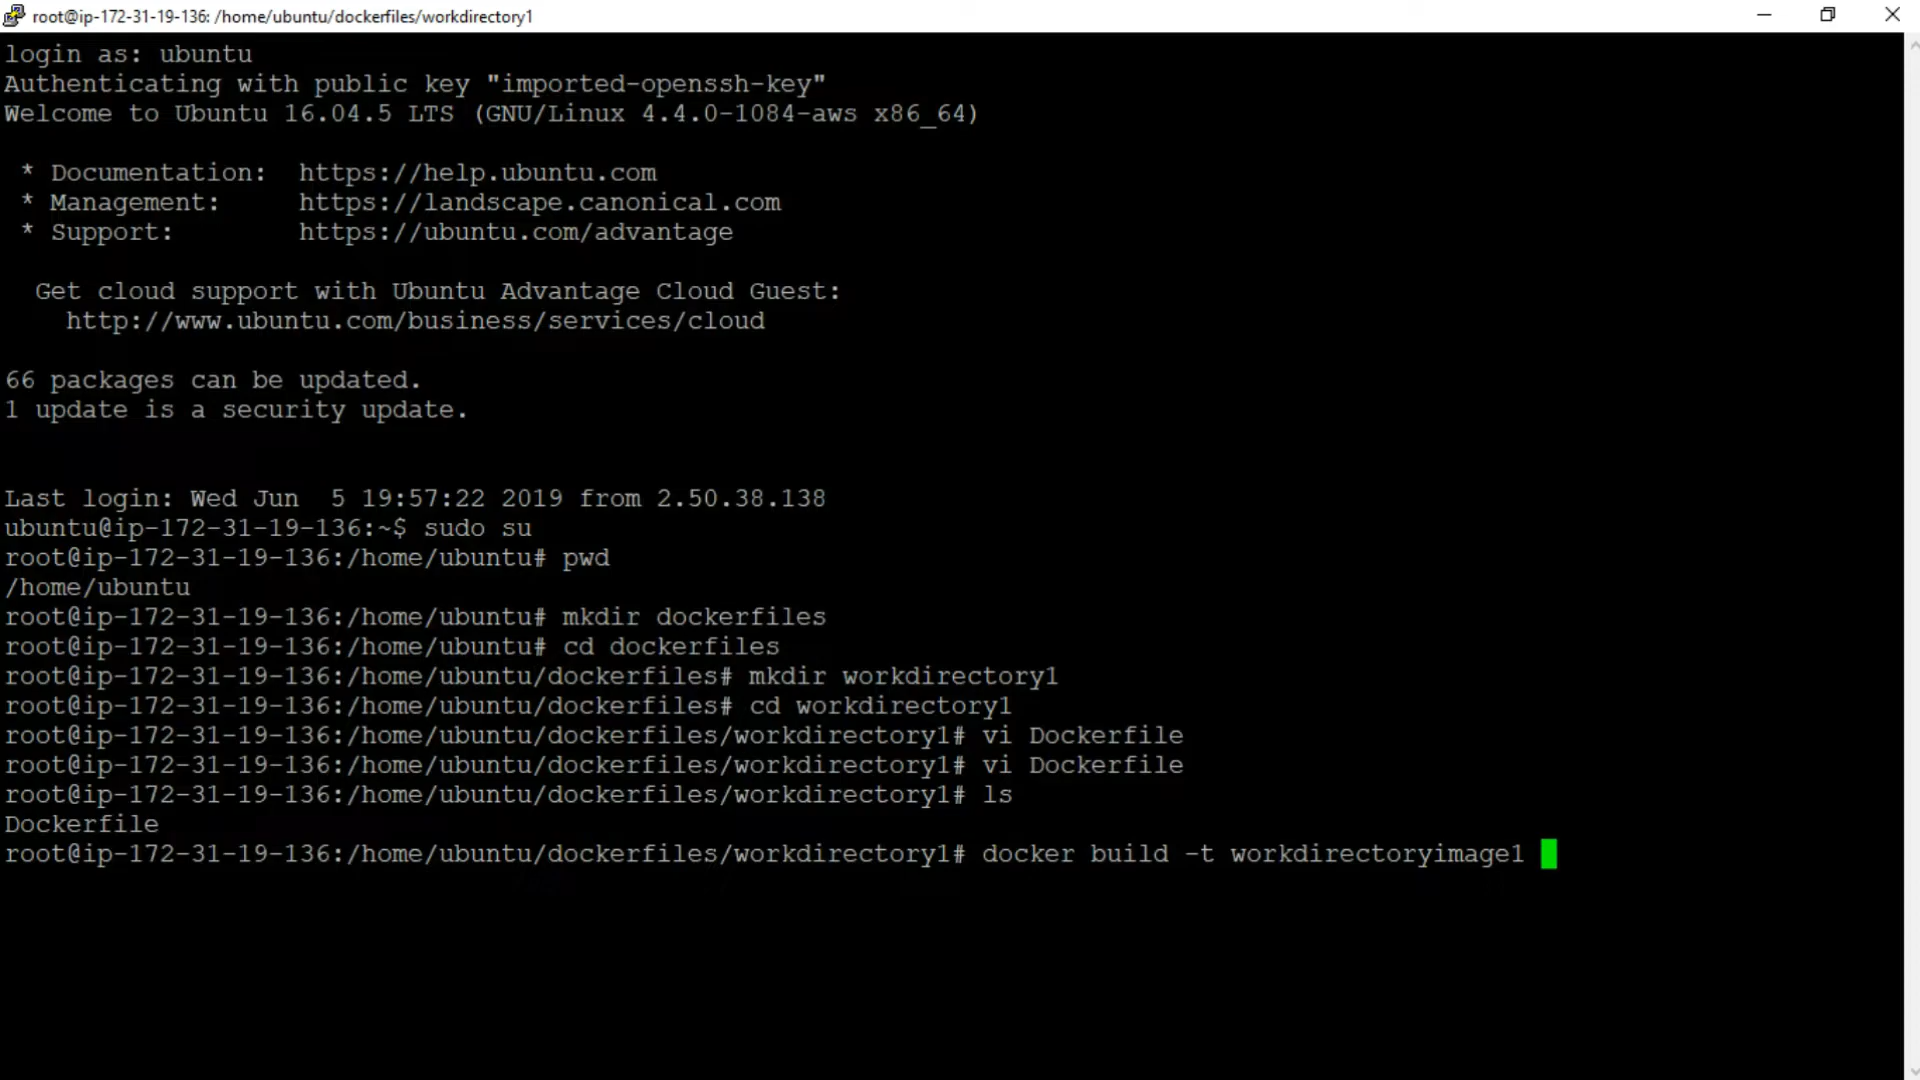 root@ip-172-31-19-136: /home/ubuntu/dockerfiles/workdirectory1
login as: ubuntu
Authenticating with public key "imported-openssh-key"
Welcome to Ubuntu 16.04.5 LTS (GNU/Linux 4.4.0-1084-aws x86_64)
* Documentation:  https://help.ubuntu.com
* Management:     https://landscape.canonical.com
* Support:        https://ubuntu.com/advantage
Get cloud support with Ubuntu Advantage Cloud Guest:
http://www.ubuntu.com/business/services/cloud
66 packages can be updated.
1 update is a security update.
Last login: Wed Jun  5 19:57:22 2019 from 2.50.38.138
ubuntu@ip-172-31-19-136:~$ sudo su
root@ip-172-31-19-136:/home/ubuntu# pwd
/home/ubuntu
root@ip-172-31-19-136:/home/ubuntu# mkdir dockerfiles
root@ip-172-31-19-136:/home/ubuntu# cd dockerfiles
root@ip-172-31-19-136:/home/ubuntu/dockerfiles# mkdir workdirectory1
root@ip-172-31-19-136:/home/ubuntu/dockerfiles# cd workdirectory1
root@ip-172-31-19-136:/home/ubuntu/dockerfiles/workdirectory1# vi Dockerfile
root@ip-172-31-19-136:/home/ubuntu/dockerfiles/workdirectory1# vi Dockerfile
root@ip-172-31-19-136:/home/ubuntu/dockerfiles/workdirectory1# ls
Dockerfile
root@ip-172-31-19-136:/home/ubuntu/dockerfiles/workdirectory1# docker build -t workdirectoryimage1